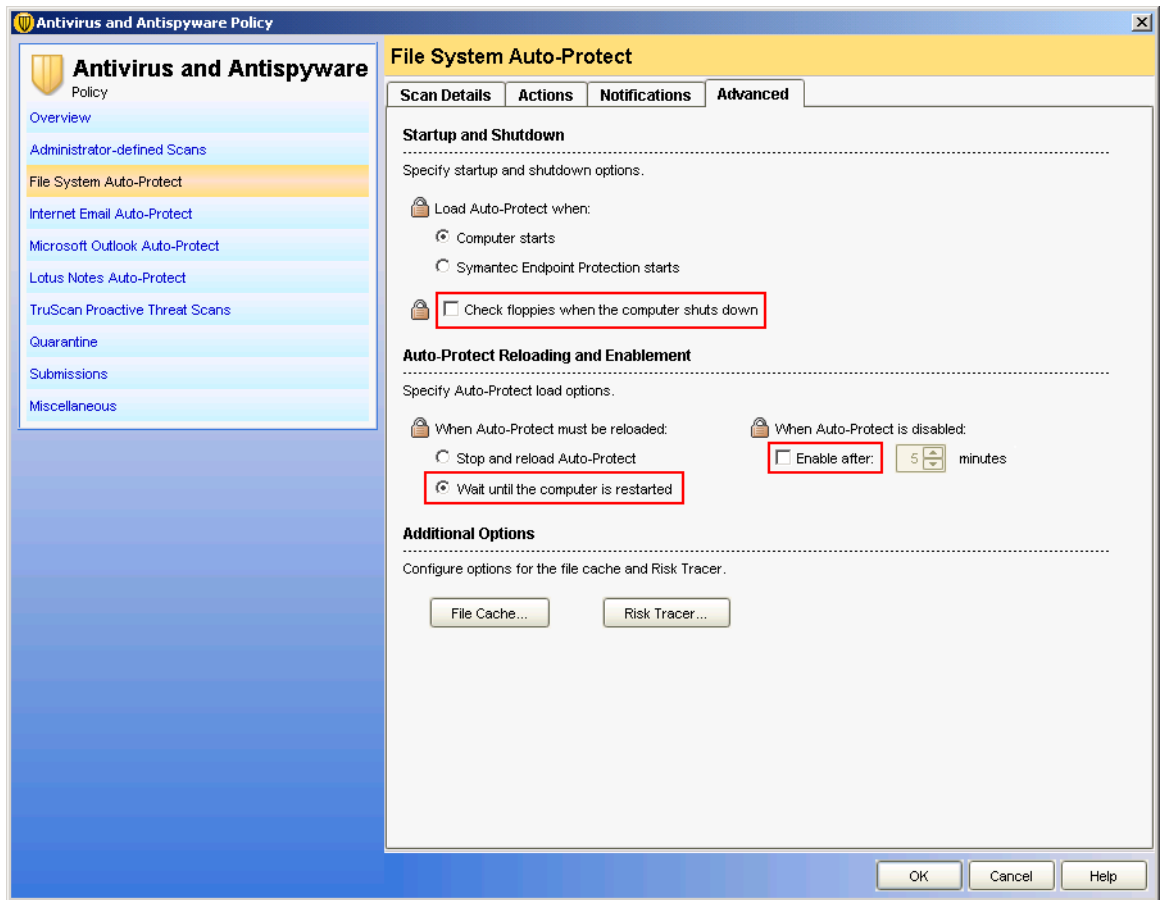 Antivirus and Antispyware Policy
Antivirus and Antispyware
Policy
Overview
Administrator-defined Scans
File System Auto-Protect
Internet Email Auto-Protect
Microsoft Outlook Auto-Protect
Lotus Notes Auto-Protect
TruScan Proactive Threat Scans
Quarantine
Submissions
Miscellaneous
File System Auto-Protect
Scan Details Actions Notifications Advanced
Startup and Shutdown
Specify startup and shutdown options.
Load Auto-Protect when:
Computer starts
Symantec Endpoint Protection starts
Check floppies when the computer shuts down
Auto-Protect Reloading and Enablement
Specify Auto-Protect load options.
When Auto-Protect must be reloaded: When Auto-Protect is disabled:
Stop and reload Auto-Protect Enable after: 5 minutes
Wait until the computer is restarted
Additional Options
Configure options for the file cache and Risk Tracer.
File Cache... Risk Tracer...
OK Cancel Help